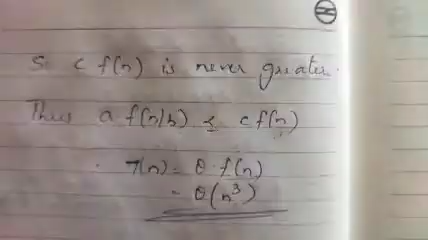 So c f(n) is never greater.
Thus a f(n/b) ≤ c f(n)
T(n) = θ f(n)
= θ(n³)